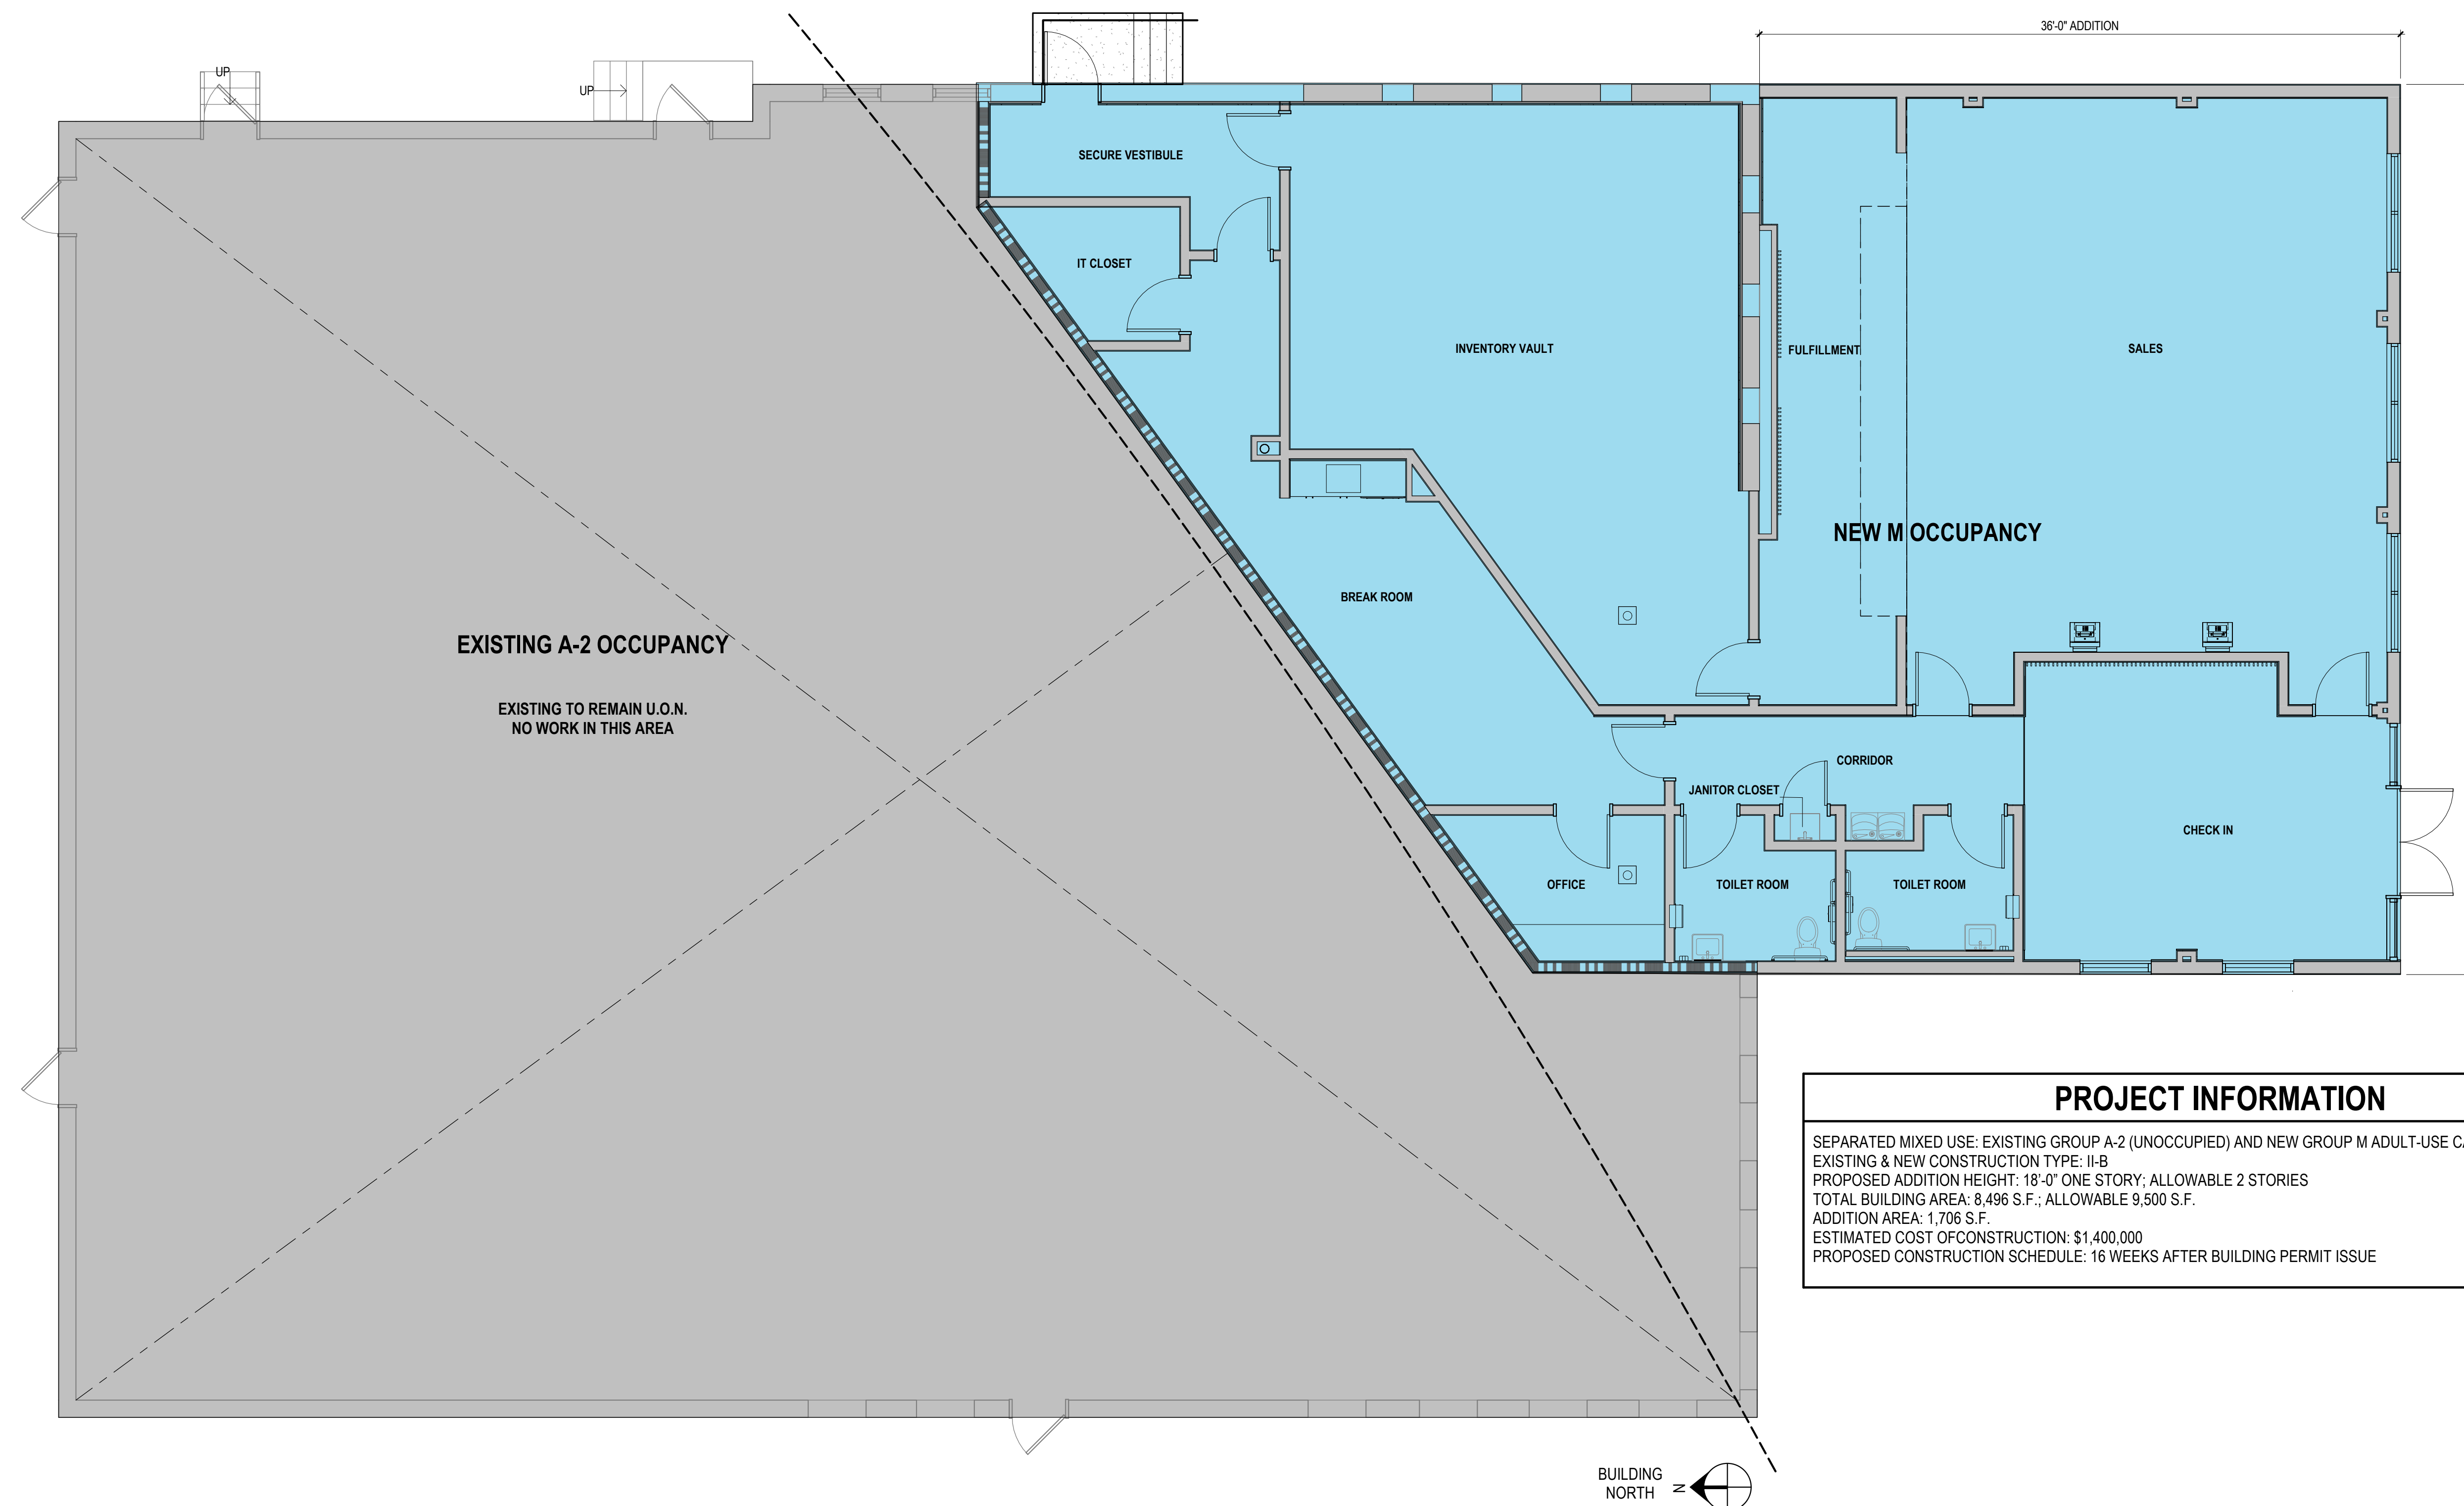 36'-0" ADDITION
UP
UP
SECURE VESTIBULE
IT CLOSET
INVENTORY VAULT
FULFILLMENT
SALES
NEW M OCCUPANCY
BREAK ROOM
EXISTING A-2 OCCUPANCY
EXISTING TO REMAIN U.O.N.
NO WORK IN THIS AREA
CORRIDOR
JANITOR CLOSET
CHECK IN
OFFICE
TOILET ROOM
TOILET ROOM
PROJECT INFORMATION
SEPARATED MIXED USE: EXISTING GROUP A-2 (UNOCCUPIED) AND NEW GROUP M ADULT-USE
EXISTING & NEW CONSTRUCTION TYPE: II-B
PROPOSED ADDITION HEIGHT: 18'-0" ONE STORY; ALLOWABLE 2 STORIES
TOTAL BUILDING AREA: 8,496 S.F.; ALLOWABLE 9,500 S.F.
ADDITION AREA: 1,706 S.F.
ESTIMATED COST OFCONSTRUCTION: $1,400,000
PROPOSED CONSTRUCTION SCHEDULE: 16 WEEKS AFTER BUILDING PERMIT ISSUE
BUILDING
NORTH
N